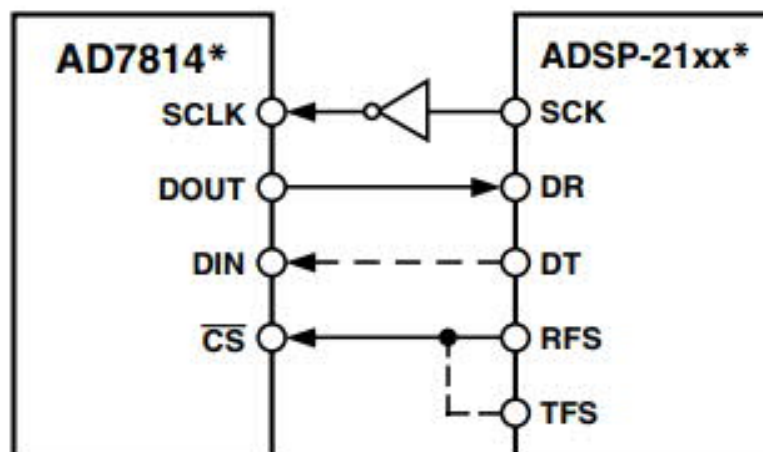 AD7814*
ADSP-21xx*
SCLK
SCK
DOUT
DR
DIN
DT
CS
RFS
TFS